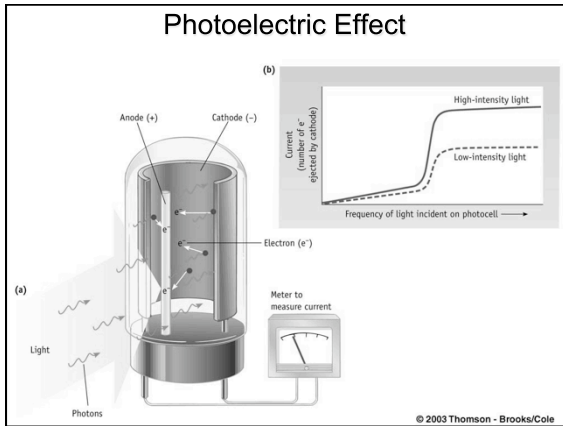 Photoelectric Effect
(b)
High-intensity light
Low-intensity light
Current
(number of e⁻
ejected by cathode)
Frequency of light incident on photocell
Anode (+)
Cathode (−)
e⁻
e⁻
e⁻
e⁻
Electron (e⁻)
(a)
Light
Photons
Meter to
measure current
© 2003 Thomson - Brooks/Cole